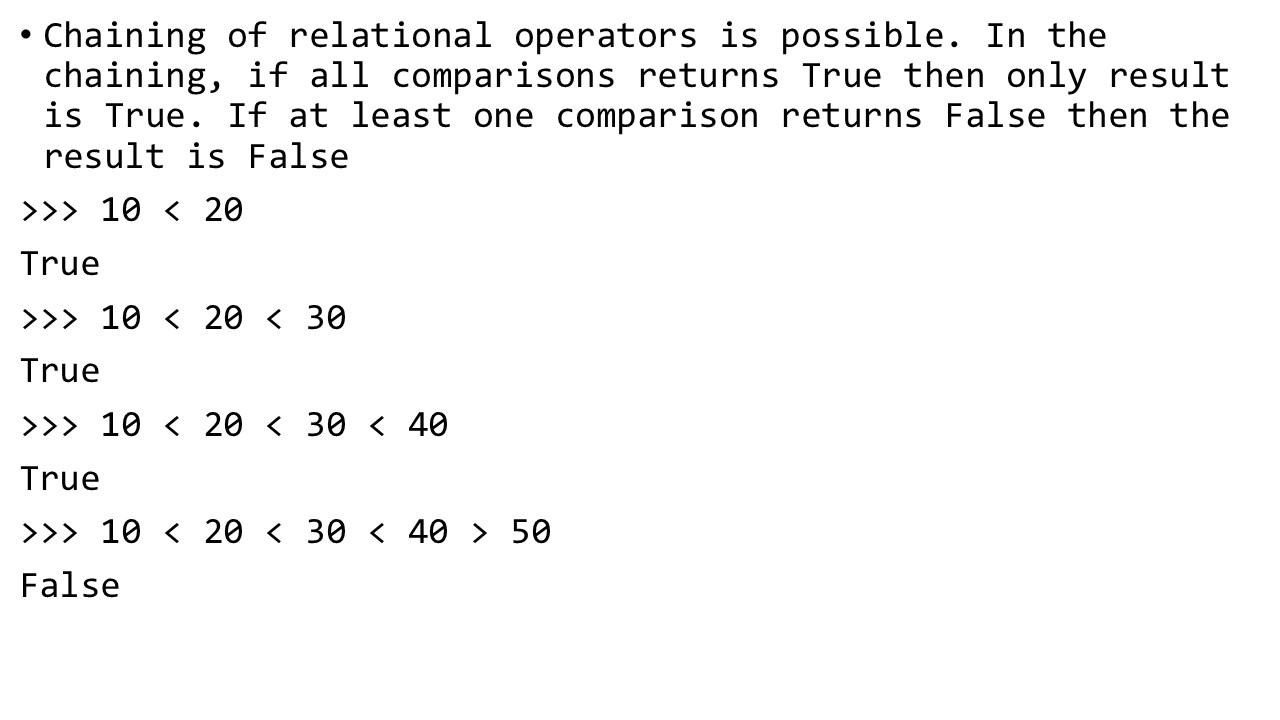 • Chaining of relational operators is possible. In the
chaining, if all comparisons returns True then only result
is True. If at least one comparison returns False then the
result is False
>>> 10 < 20
True
>>> 10 < 20 < 30
True
>>> 10 < 20 < 30 < 40
True
>>> 10 < 20 < 30 < 40 > 50
False